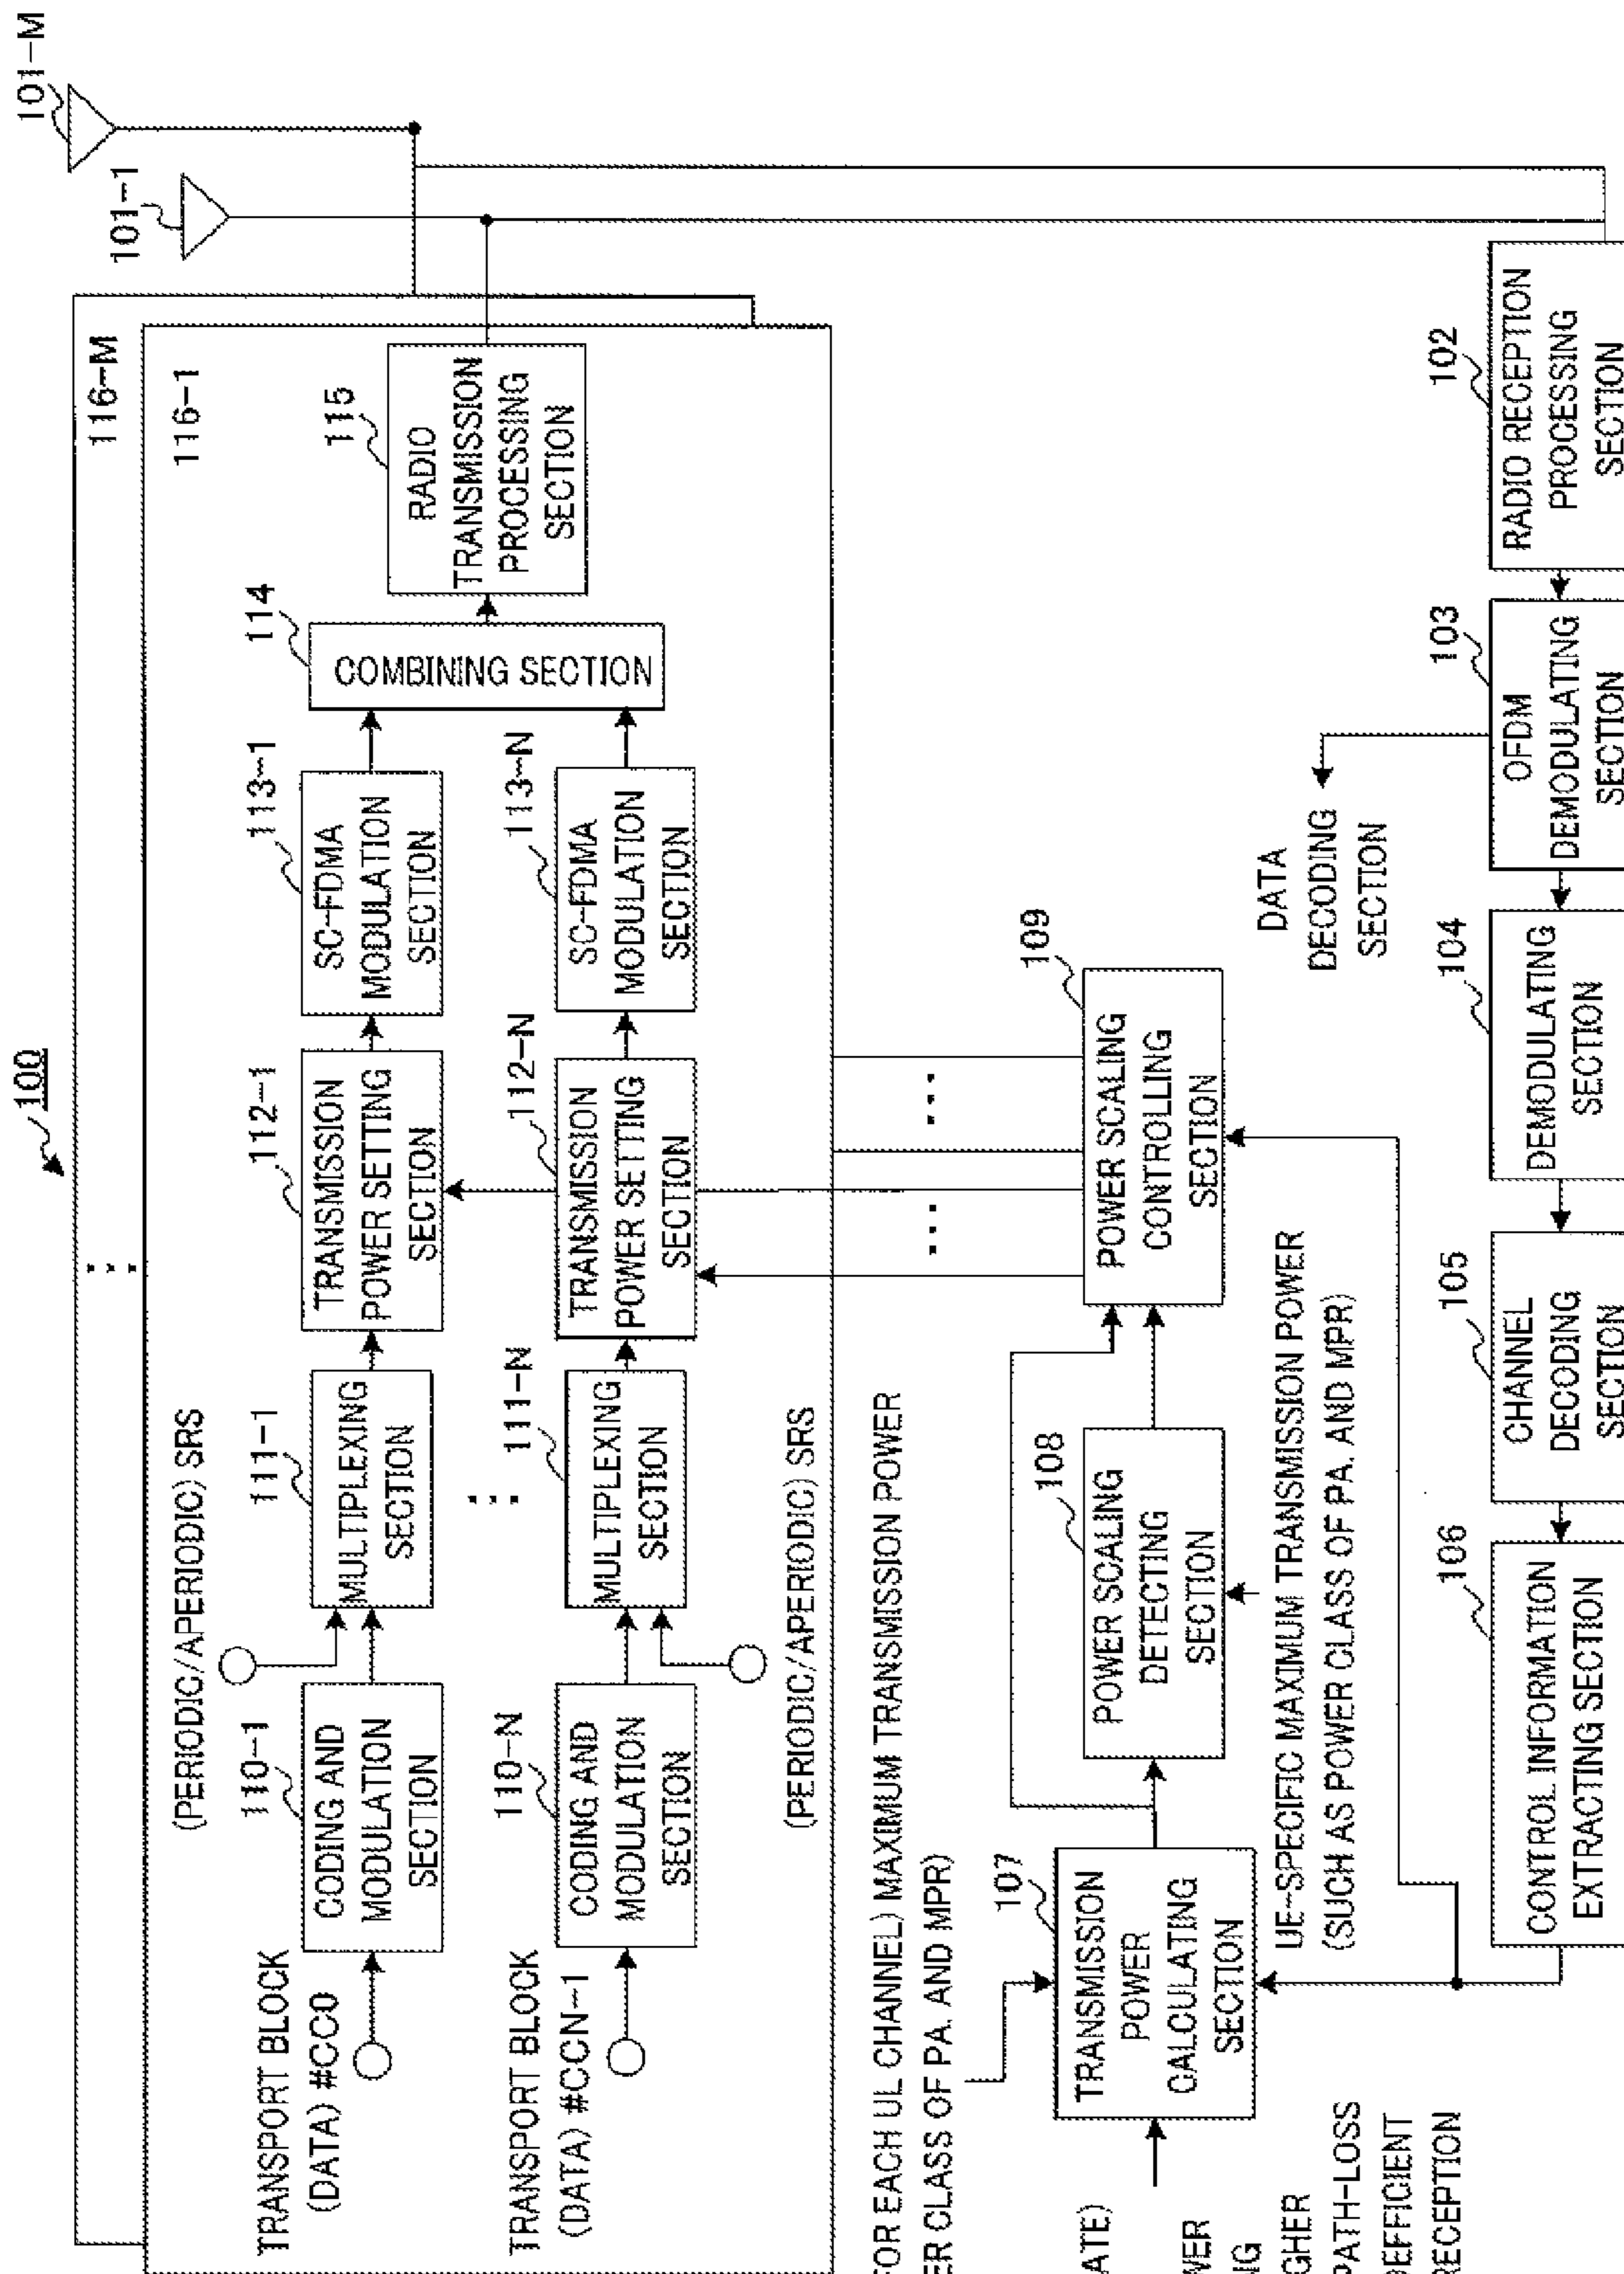 100
101-M
101-1
116-M
116-1
(PERIODIC/APERIODIC) SRS
TRANSPORT BLOCK
(DATA) #CC0
110-1
CODING AND
MODULATION
SECTION
111-1
MULTIPLEXING
SECTION
112-1
TRANSMISSION
POWER SETTING
SECTION
113-1
SC-FDMA
MODULATION
SECTION
114
COMBINING SECTION
115
RADIO
TRANSMISSION
PROCESSING
SECTION
TRANSPORT BLOCK
(DATA) #CCN-1
110-N
CODING AND
MODULATION
SECTION
111-N
MULTIPLEXING
SECTION
112-N
TRANSMISSION
POWER SETTING
SECTION
113-N
SC-FDMA
MODULATION
SECTION
(PERIODIC/APERIODIC) SRS
FOR EACH UL CHANNEL) MAXIMUM TRANSMISSION POWER
ER CLASS OF PA, AND MPR)
107
TRANSMISSION
POWER
CALCULATING
SECTION
108
POWER SCALING
DETECTING
SECTION
109
POWER SCALING
CONTROLLING
SECTION
UE-SPECIFIC MAXIMUM TRANSMISSION POWER
(SUCH AS POWER CLASS OF PA, AND MPR)
DATA
DECODING
SECTION
ATE)
WER
NG
GHER
PATH-LOSS
OEFFICIENT
RECEPTION
106
CONTROL INFORMATION
EXTRACTING SECTION
105
CHANNEL
DECODING
SECTION
104
DEMODULATING
SECTION
103
OFDM
DEMODULATING
SECTION
102
RADIO RECEPTION
PROCESSING
SECTION